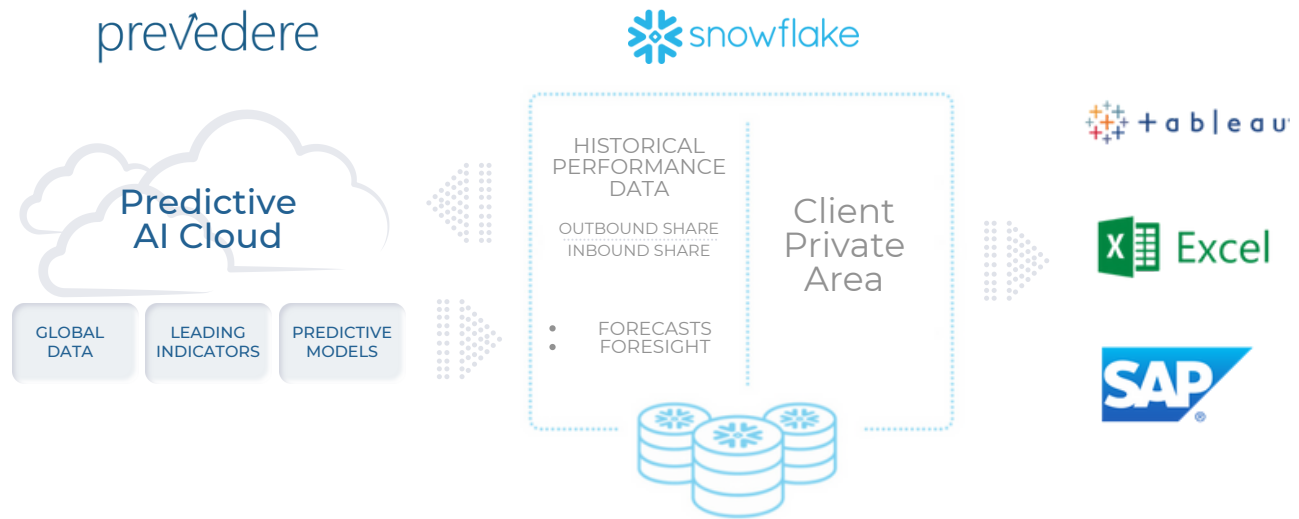 prevedere
snowflake
Predictive
AI Cloud
GLOBAL
DATA
LEADING
INDICATORS
PREDICTIVE
MODELS
HISTORICAL
PERFORMANCE
DATA
OUTBOUND SHARE
INBOUND SHARE
• FORECASTS
• FORESIGHT
Client
Private
Area
tableau
X Excel
SAP®